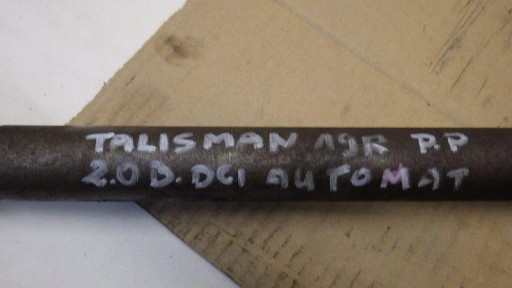 TALISMAN 19R P.P
2.0 B.DCI AUTOMAT